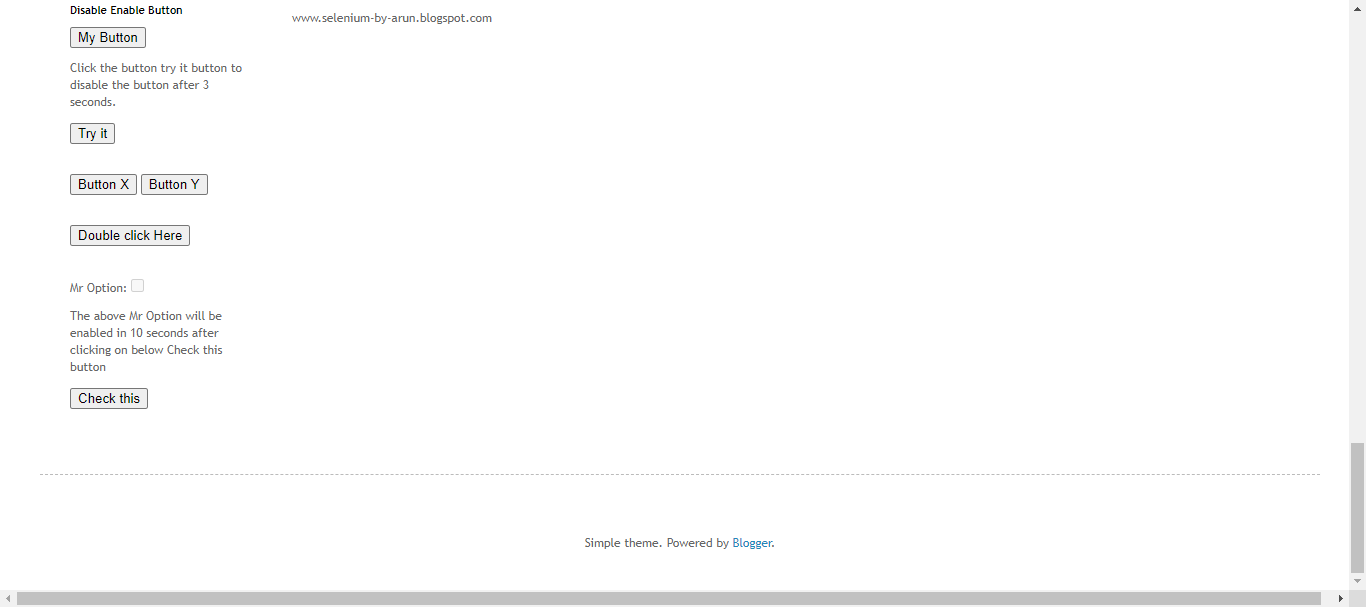 Disable Enable Button
www.selenium-by-arun.blogspot.com
My Button
Click the button try it button to
disable the button after 3
seconds.
Try it
Button X Button Y
Double click Here
Mr Option:
The above Mr Option will be
enabled in 10 seconds after
clicking on below Check this
button
Check this
Simple theme. Powered by Blogger.